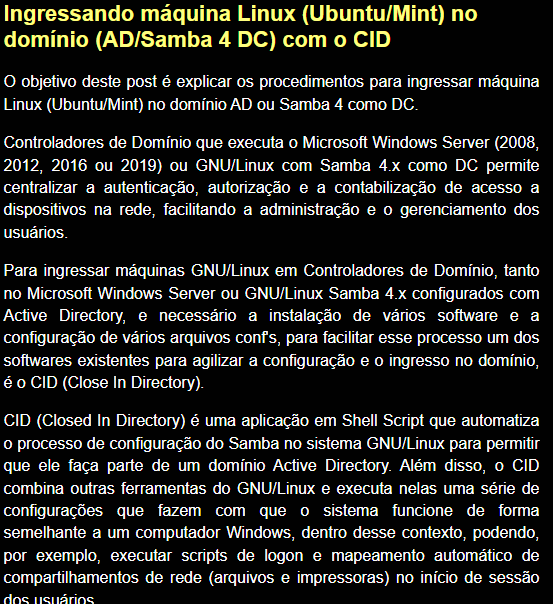 Ingressando máquina Linux (Ubuntu/Mint) no
domínio (AD/Samba 4 DC) com o CID
O objetivo deste post é explicar os procedimentos para ingressar máquina
Linux (Ubuntu/Mint) no domínio AD ou Samba 4 como DC.
Controladores de Domínio que executa o Microsoft Windows Server (2008,
2012, 2016 ou 2019) ou GNU/Linux com Samba 4.x como DC permite
centralizar a autenticação, autorização e a contabilização de acesso a
dispositivos na rede, facilitando a administração e o gerenciamento dos
usuários.
Para ingressar máquinas GNU/Linux em Controladores de Domínio, tanto
no Microsoft Windows Server ou GNU/Linux Samba 4.x configurados com
Active Directory, e necessário a instalação de vários software e a
configuração de vários arquivos conf's, para facilitar esse processo um dos
softwares existentes para agilizar a configuração e o ingresso no domínio,
é o CID (Close In Directory).
CID (Closed In Directory) é uma aplicação em Shell Script que automatiza
o processo de configuração do Samba no sistema GNU/Linux para permitir
que ele faça parte de um domínio Active Directory. Além disso, o CID
combina outras ferramentas do GNU/Linux e executa nelas uma série de
configurações que fazem com que o sistema funcione de forma
semelhante a um computador Windows, dentro desse contexto, podendo,
por exemplo, executar scripts de logon e mapeamento automático de
compartilhamentos de rede (arquivos e impressoras) no início de sessão
dos usuários.